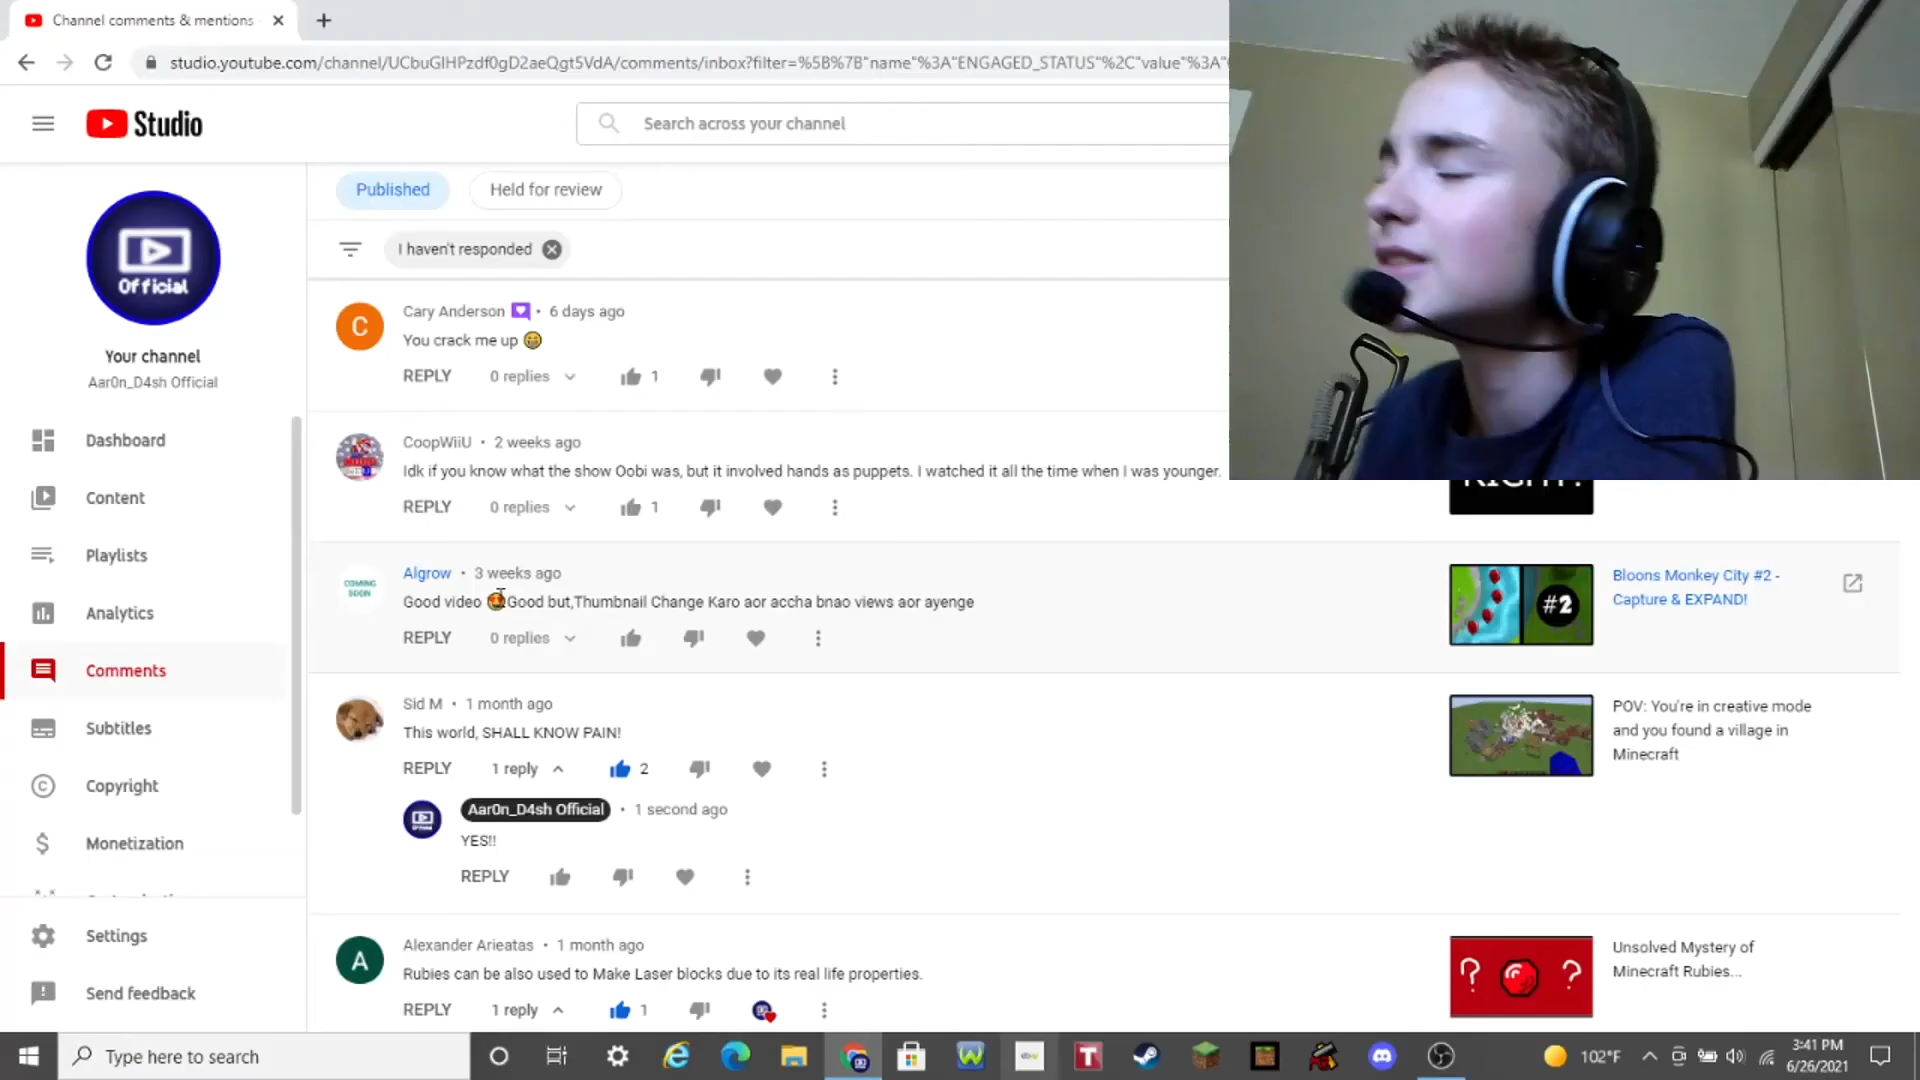 Channel comments & mentions
studio.youtube.com/channel/UCbuGlHPzdf0gD2aeQgt5VdA/comments/inbox?filter=%5B%7B"name"%3A"ENGAGED_STATUS"%2C"value"%3A"
Studio
Search across your channel
Published
Held for review
I haven't responded
Official
Your channel
Aar0n_D4sh Official
Dashboard
Content
Playlists
Analytics
Comments
Subtitles
Copyright
Monetization
Settings
Send feedback
C
Cary Anderson • 6 days ago
You crack me up 😁
REPLY 0 replies 1
CoopWiiU • 2 weeks ago
Idk if you know what the show Oobi was, but it involved hands as puppets. I watched it all the time when I was younger.
REPLY 0 replies 1
RIGHT?
COMING SOON
Algrow • 3 weeks ago
Good video 🤩Good but,Thumbnail Change Karo aor accha bnao views aor ayenge
REPLY 0 replies
#2
Bloons Monkey City #2 -
Capture & EXPAND!
Sid M • 1 month ago
This world, SHALL KNOW PAIN!
REPLY 1 reply 2
POV: You're in creative mode
and you found a village in
Minecraft
Aar0n_D4sh Official • 1 second ago
YES!!
REPLY
A
Alexander Arieatas • 1 month ago
Rubies can be also used to Make Laser blocks due to its real life properties.
REPLY 1 reply 1
? ?
Unsolved Mystery of
Minecraft Rubies...
Type here to search
102°F
3:41 PM
6/26/2021